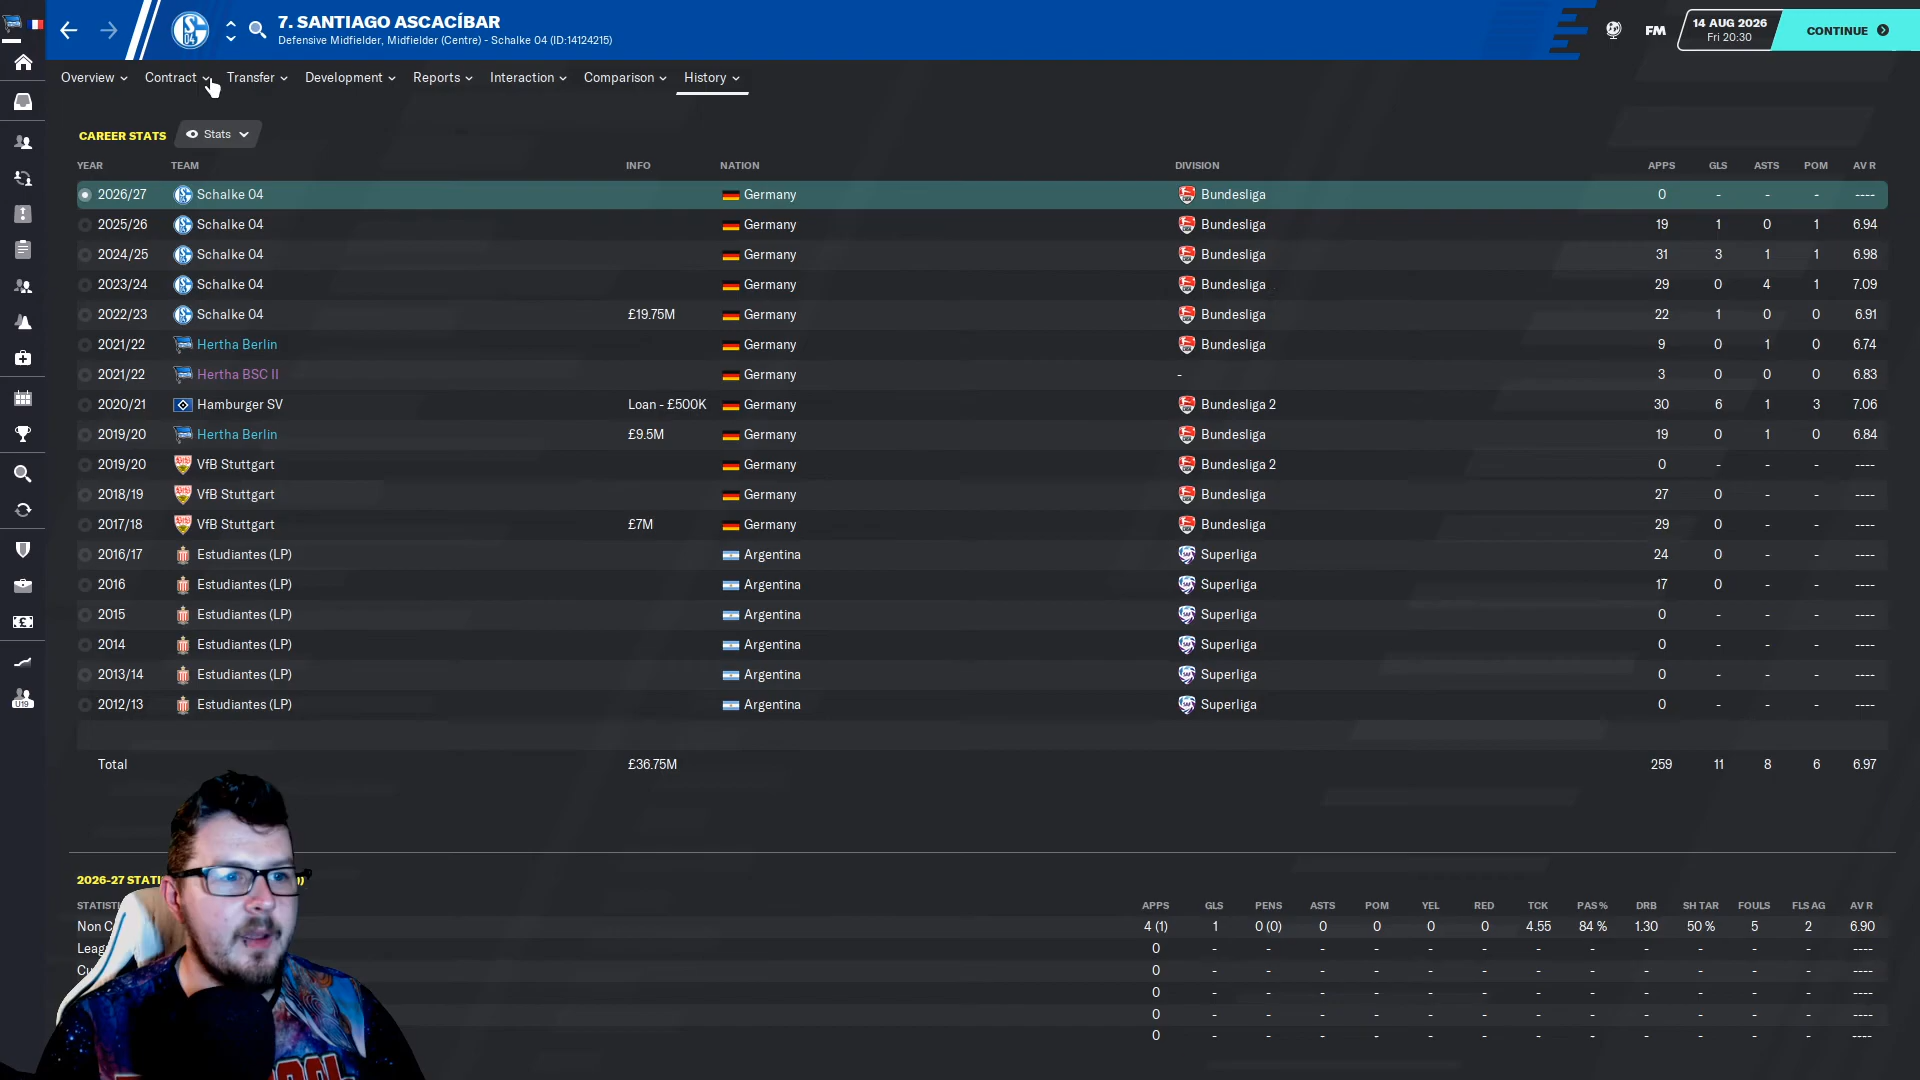 7. SANTIAGO ASCACÍBAR
Defensive Midfielder, Midfielder (Centre) - Schalke 04 (ID:14124215)
FM
14 AUG 2026
Fri 20:30
CONTINUE
Overview Contract Transfer Development Reports Interaction Comparison History
CAREER STATS Stats
YEAR TEAM INFO NATION DIVISION APPS GLS ASTS POM AV R
2026/27 Schalke 04 Germany Bundesliga 0 - - - ----
2025/26 Schalke 04 Germany Bundesliga 19 1 0 1 6.94
2024/25 Schalke 04 Germany Bundesliga 31 3 1 1 6.98
2023/24 Schalke 04 Germany Bundesliga 29 0 4 1 7.09
2022/23 Schalke 04 £19.75M Germany Bundesliga 22 1 0 0 6.91
2021/22 Hertha Berlin Germany Bundesliga 9 0 1 0 6.74
2021/22 Hertha BSC II Germany - 3 0 0 0 6.83
2020/21 Hamburger SV Loan - £500K Germany Bundesliga 2 30 6 1 3 7.06
2019/20 Hertha Berlin £9.5M Germany Bundesliga 19 0 1 0 6.84
2019/20 VfB Stuttgart Germany Bundesliga 2 0 - - - ----
2018/19 VfB Stuttgart Germany Bundesliga 27 0 - - ----
2017/18 VfB Stuttgart £7M Germany Bundesliga 29 0 - - ----
2016/17 Estudiantes (LP) Argentina Superliga 24 0 - - ----
2016 Estudiantes (LP) Argentina Superliga 17 0 - - ----
2015 Estudiantes (LP) Argentina Superliga 0 - - - ----
2014 Estudiantes (LP) Argentina Superliga 0 - - - ----
2013/14 Estudiantes (LP) Argentina Superliga 0 - - - ----
2012/13 Estudiantes (LP) Argentina Superliga 0 - - - ----
Total £36.75M 259 11 8 6 6.97
2026-27 STATI
STATISTI APPS GLS PENS ASTS POM YEL RED TCK PAS % DRB SH TAR FOULS FLS AG AV R
Non C 4 (1) 1 0 (0) 0 0 0 0 4.55 84 % 1.30 50 % 5 2 6.90
Leag 0 - - - - - - - - - - - - ----
Cu 0 - - - - - - - - - - - - ----
0 - - - - - - - - - - - - ----
0 - - - - - - - - - - - - ----
0 - - - - - - - - - - - - ----
U19